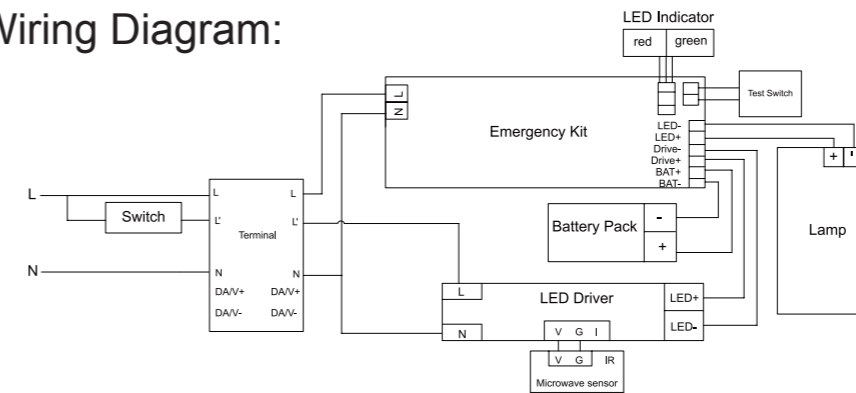 Wiring Diagram:
LED Indicator
red green
Test Switch
L
N
Emergency Kit
LED-
LED+
Drive-
Drive+
BAT+
BAT-
+ -
Lamp
Battery Pack
-
+
L
Switch
N
L L
L' L'
Terminal
N N
DA/V+ DA/V+
DA/V- DA/V-
L
LED Driver
LED+
N
LED-
V G I
V G IR
Microwave sensor